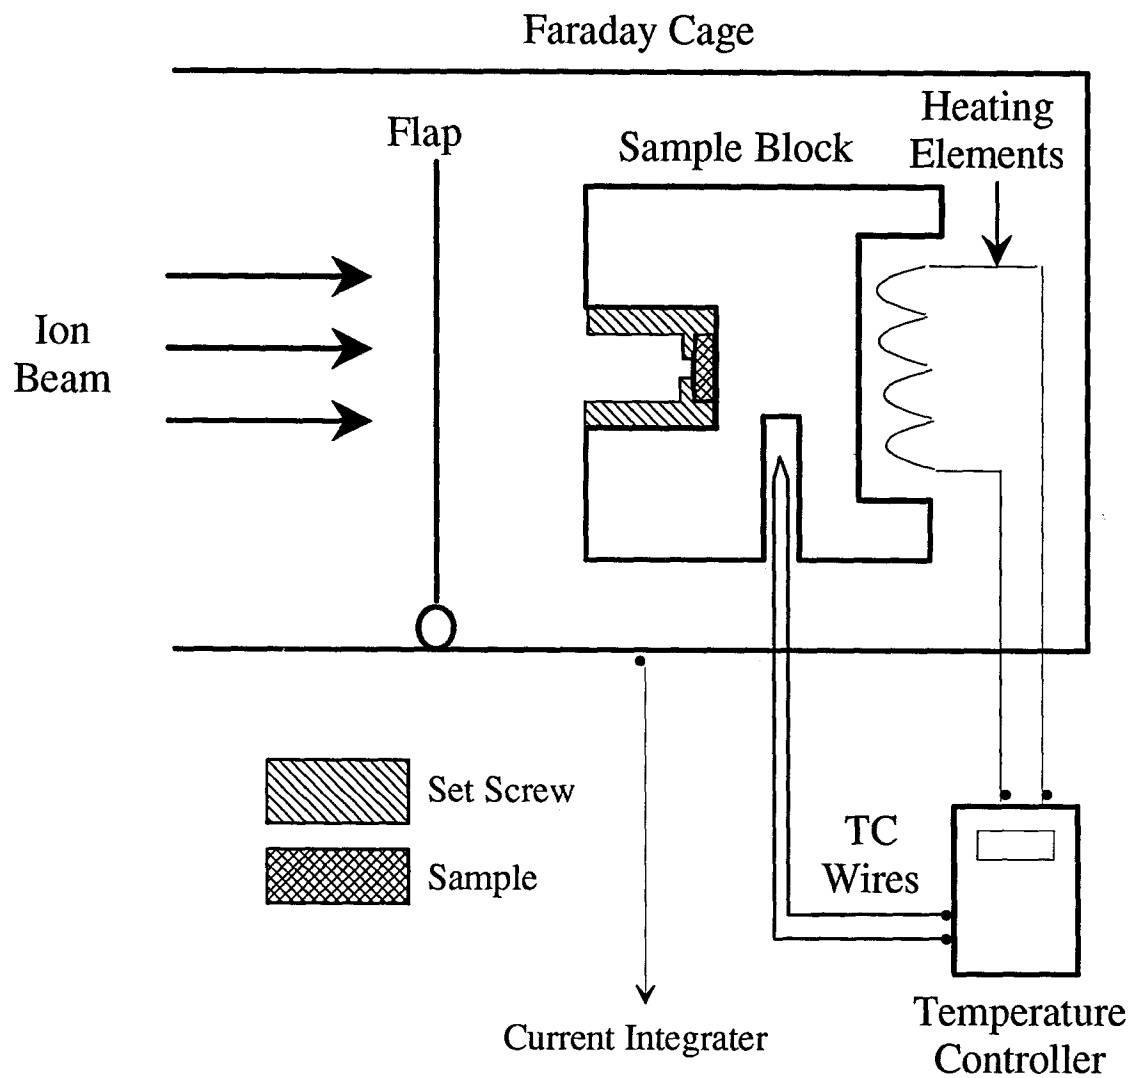 Faraday Cage
Flap
Sample Block
Heating
Elements
Ion
Beam
Set Screw
Sample
TC
Wires
Current Integrater
Temperature
Controller